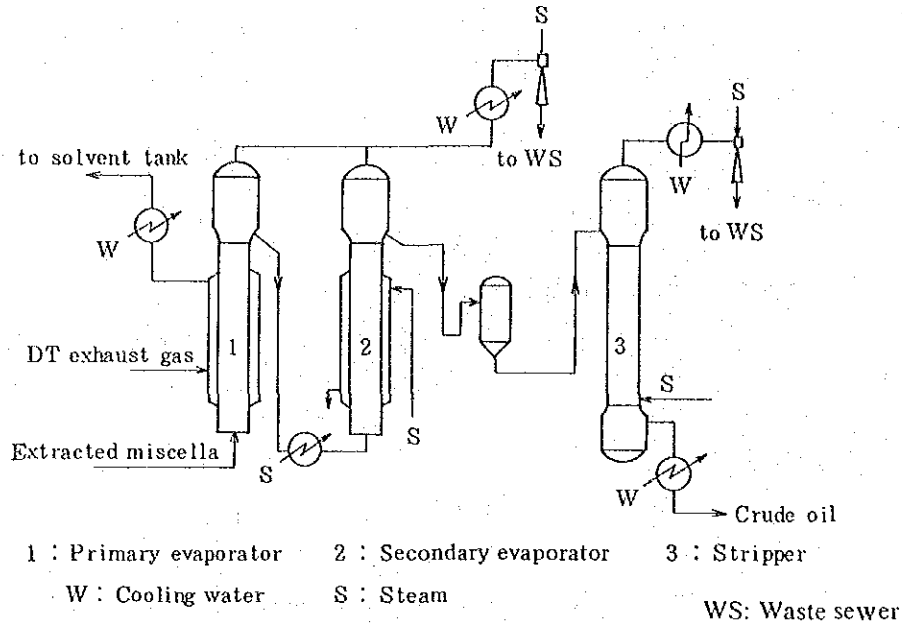 S
W
to WS
S
W
to WS
to solvent tank
W
1
2
3
DT exhaust gas
S
S
Extracted miscella
S
W
Crude oil
1 : Primary evaporator 2 : Secondary evaporator 3 : Stripper
W : Cooling water S : Steam
WS: Waste sewer